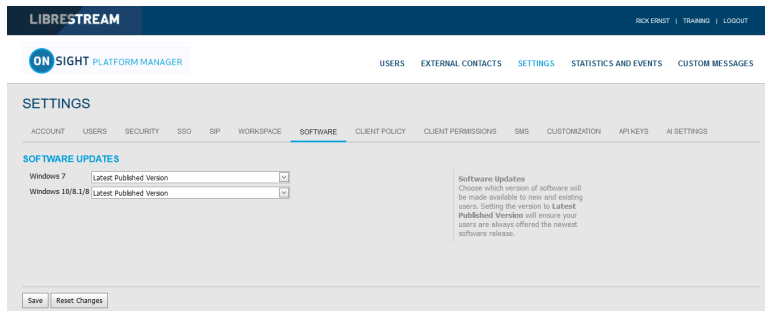 LIBRESTREAM
RICK ERNST | TRAINING | LOGOUT
ON SIGHT PLATFORM MANAGER
USERS EXTERNAL CONTACTS SETTINGS STATISTICS AND EVENTS CUSTOM MESSAGES
SETTINGS
ACCOUNT USERS SECURITY SSO SIP WORKSPACE SOFTWARE CLIENT POLICY CLIENT PERMISSIONS SMS CUSTOMIZATION API KEYS AI SETTINGS
SOFTWARE UPDATES
Windows 7 Latest Published Version
Windows 10/8.1/8 Latest Published Version
Software Updates
Choose which version of software will
be made available to new and existing
users. Setting the version to Latest
Published Version will ensure your
users are always offered the newest
software release.
Save Reset Changes